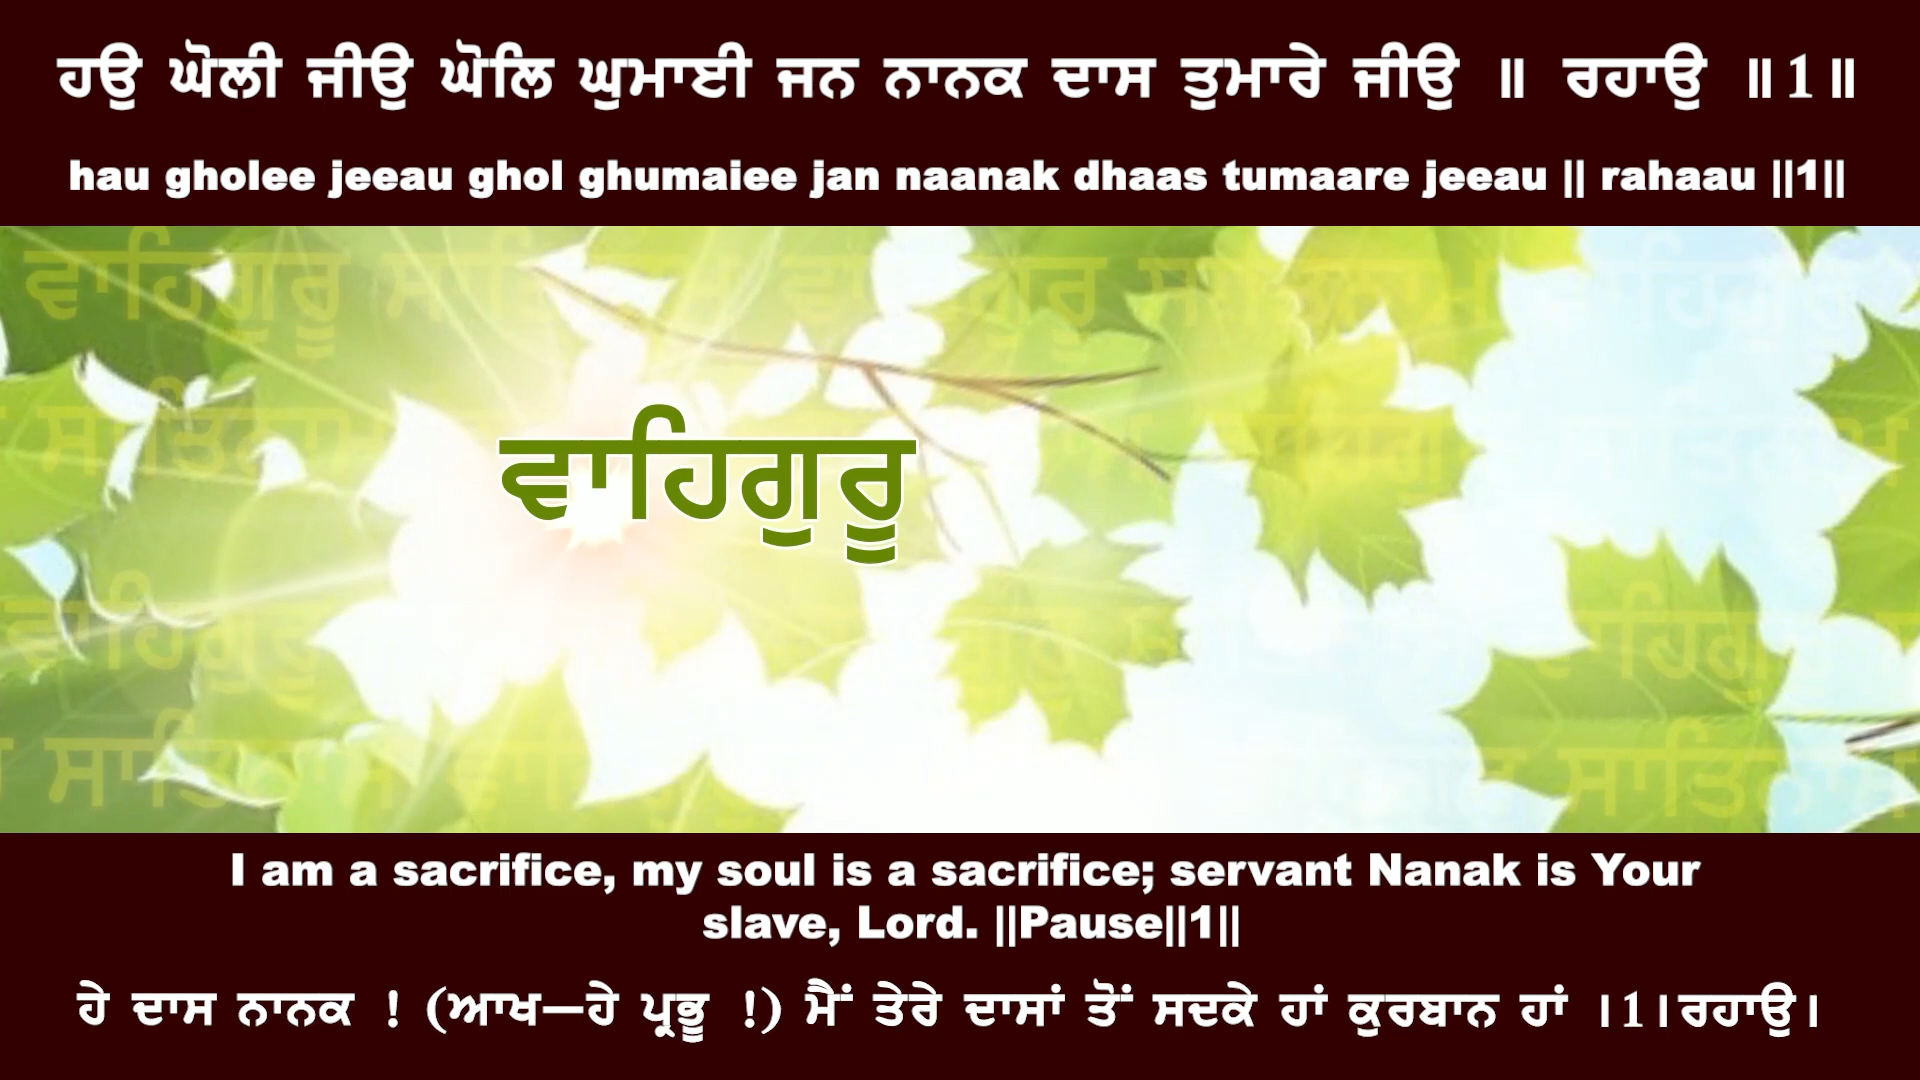 ਹਉ ਘੋਲੀ ਜੀਉ ਘੋਲਿ ਘੁਮਾਈ ਜਨ ਨਾਨਕ ਦਾਸ ਤੁਮਾਰੇ ਜੀਉ ॥ ਰਹਾਉ ॥1॥
hau gholee jeeau ghol ghumaiee jan naanak dhaas tumaare jeeau || rahaau ||1||
ਵਾਹਿਗੁਰੂ ਸਾਤਿਨਾਮ ਵਾਹਿਗੁਰੂ ਸਾਤਿਨਾਮ ਵਾਹਿਗੁਰੂ
ਵਾਹਿਗੁਰੂ
I am a sacrifice, my soul is a sacrifice; servant Nanak is Your
slave, Lord. ||Pause||1||
ਹੇ ਦਾਸ ਨਾਨਕ ! (ਆਖ—ਹੇ ਪ੍ਰਭੂ !) ਮੈਂ ਤੇਰੇ ਦਾਸਾਂ ਤੋਂ ਸਦਕੇ ਹਾਂ ਕੁਰਬਾਨ ਹਾਂ ।1।ਰਹਾਉ।